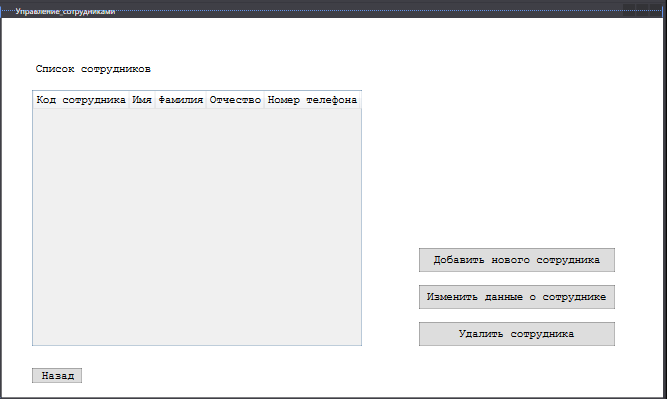 Управление_сотрудниками
Список сотрудников
Код сотрудника Имя Фамилия Отчество Номер телефона
Добавить нового сотрудника
Изменить данные о сотруднике
Удалить сотрудника
Назад